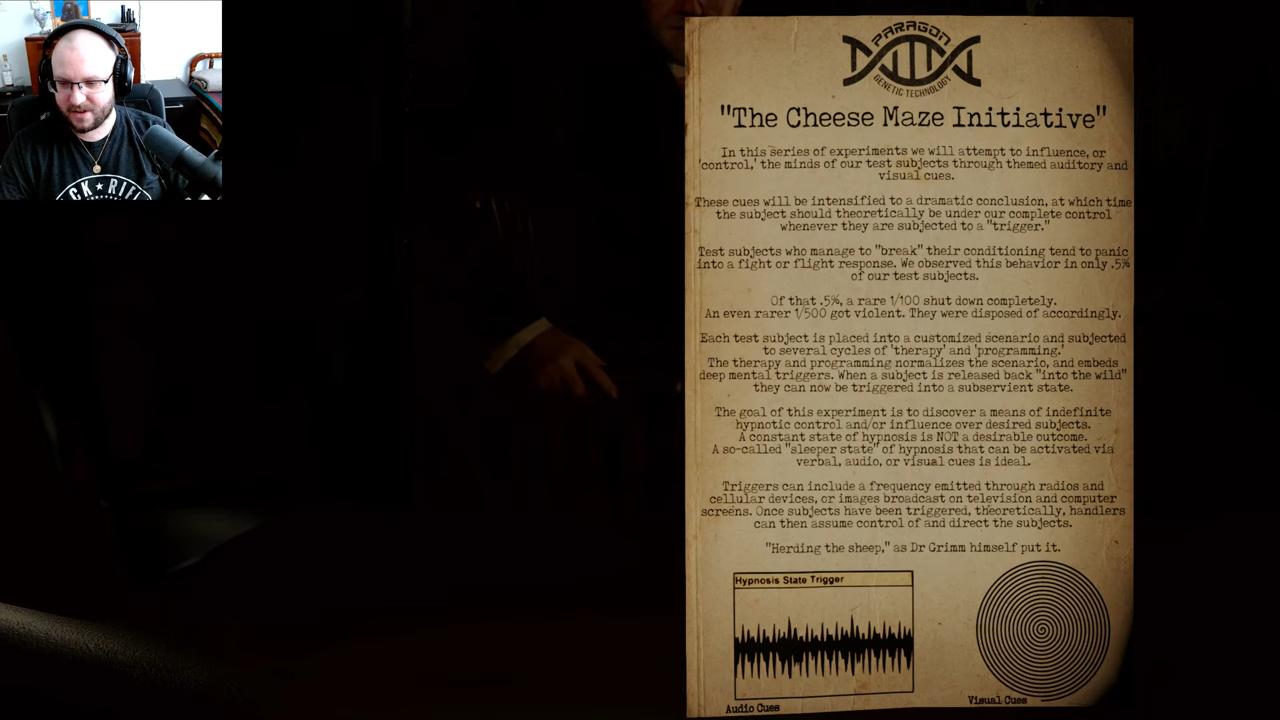 PARAGON
GENETIC TECHNOLOGY
"The Cheese Maze Initiative"
In this series of experiments we will attempt to influence, or
'control,' the minds of our test subjects through themed auditory and
visual cues.
These cues will be intensified to a dramatic conclusion, at which time
the subject should theoretically be under our complete control
whenever they are subjected to a "trigger."
Test subjects who manage to "break" their conditioning tend to panic
into a fight or flight response. We observed this behavior in only .5%
of our test subjects.
Of that .5%, a rare 1/100 shut down completely.
An even rarer 1/500 got violent. They were disposed of accordingly.
Each test subject is placed into a customized scenario and subjected
to several cycles of 'therapy' and 'programming.'
The therapy and programming normalizes the scenario, and embeds
deep mental triggers. When a subject is released back "into the wild"
they can now be triggered into a subservient state.
The goal of this experiment is to discover a means of indefinite
hypnotic control and/or influence over desired subjects.
A constant state of hypnosis is NOT a desirable outcome.
A so-called "sleeper state" of hypnosis that can be activated via
verbal, audio, or visual cues is ideal.
Triggers can include a frequency emitted through radios and
cellular devices, or images broadcast on television and computer
screens. Once subjects have been triggered, theoretically, handlers
can then assume control of and direct the subjects.
"Herding the sheep," as Dr Grimm himself put it.
Hypnosis State Trigger
Audio Cues
Visual Cues